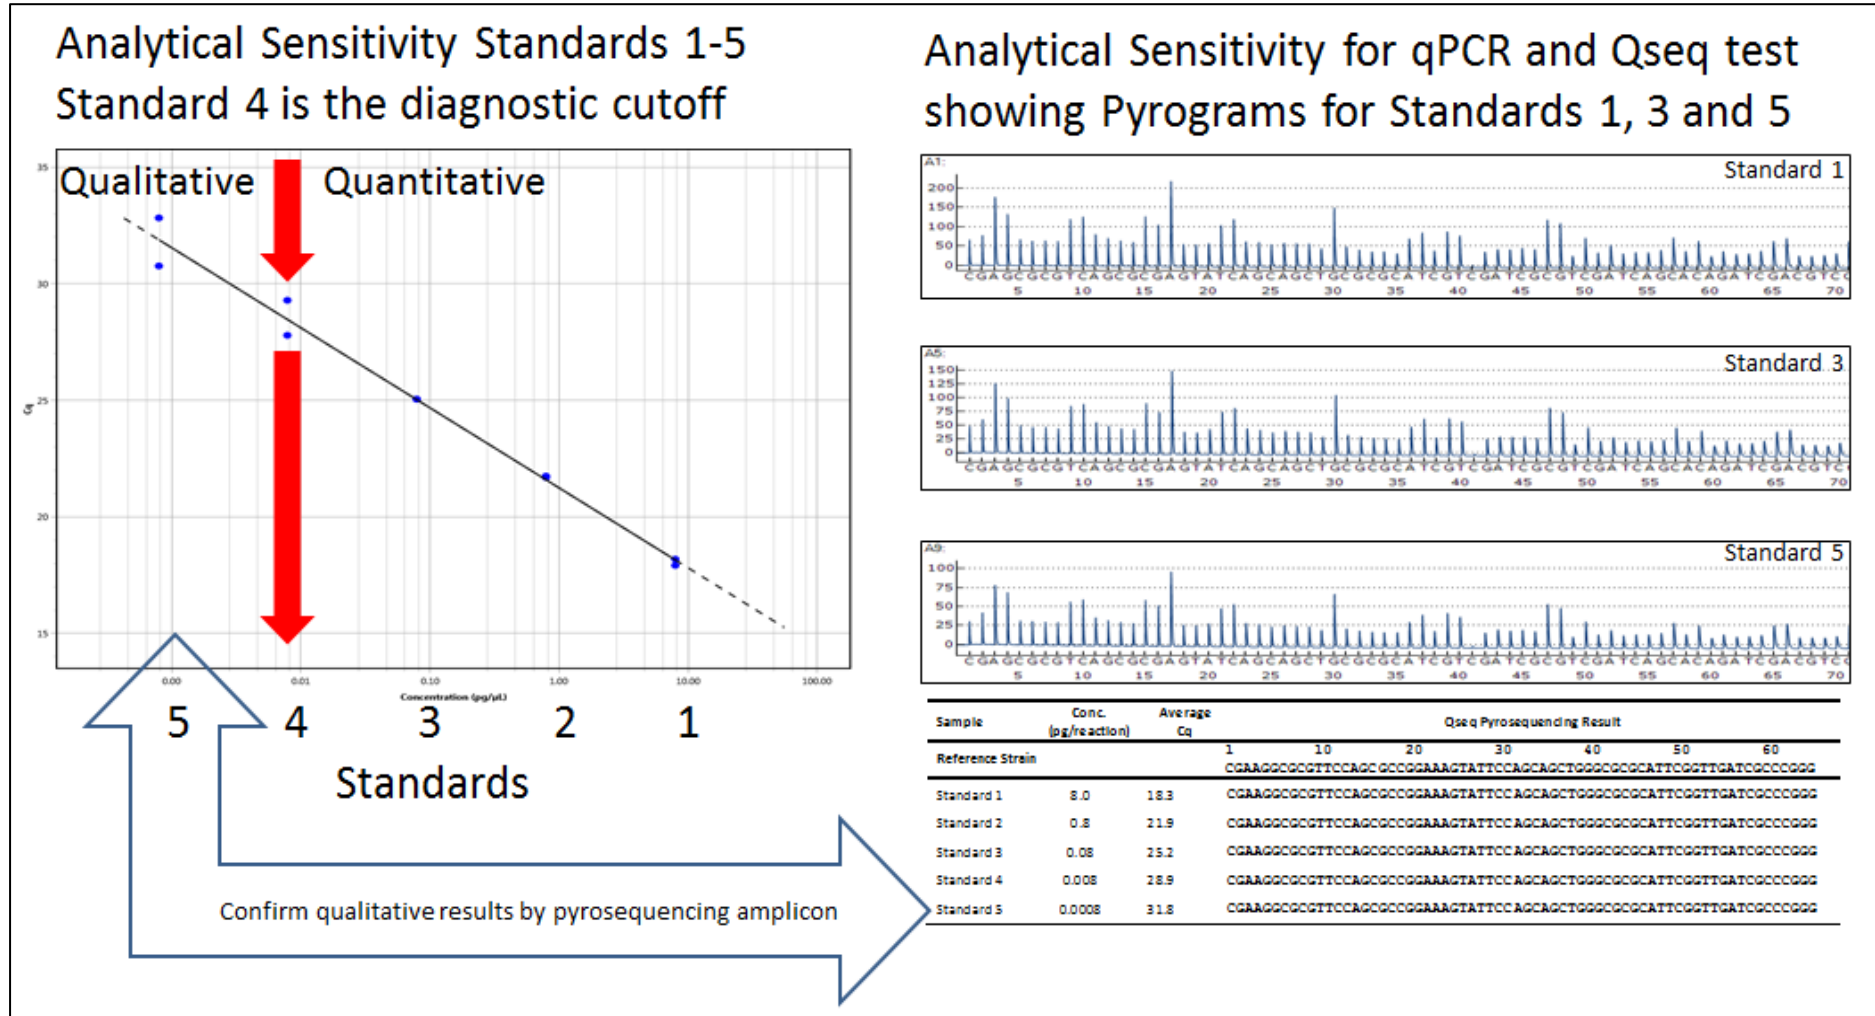 Analytical Sensitivity Standards 1-5
Standard 4 is the diagnostic cutoff
Qualitative
Quantitative
35
30
25
20
15
Cq
0.00 0.01 0.10 1.00 10.00 100.00
Concentration (pg/µL)
5 4 3 2 1
Standards
Confirm qualitative results by pyrosequencing amplicon
Analytical Sensitivity for qPCR and Qseq test
showing Pyrograms for Standards 1, 3 and 5
A1:
Standard 1
200
150
100
50
0
5 10 15 20 25 30 35 40 45 50 55 60 65 70
A5:
Standard 3
150
125
100
75
50
25
0
5 10 15 20 25 30 35 40 45 50 55 60 65 70
A9:
Standard 5
100
75
50
25
0
5 10 15 20 25 30 35 40 45 50 55 60 65 70
Sample Conc. (pg/reaction) Average Cq Qseq Pyrosequencing Result
1 10 20 30 40 50 60
Reference Strain CGAAGGCGCGTTCCAGCGCCGGAAAGTATTCCAGCAGCTGGGCGCGCATTCGGTTGATCGCCCGGG
Standard 1 8.0 18.3 CGAAGGCGCGTTCCAGCGCCGGAAAGTATTCCAGCAGCTGGGCGCGCATTCGGTTGATCGCCCGGG
Standard 2 0.8 21.9 CGAAGGCGCGTTCCAGCGCCGGAAAGTATTCCAGCAGCTGGGCGCGCATTCGGTTGATCGCCCGGG
Standard 3 0.08 25.2 CGAAGGCGCGTTCCAGCGCCGGAAAGTATTCCAGCAGCTGGGCGCGCATTCGGTTGATCGCCCGGG
Standard 4 0.008 28.9 CGAAGGCGCGTTCCAGCGCCGGAAAGTATTCCAGCAGCTGGGCGCGCATTCGGTTGATCGCCCGGG
Standard 5 0.0008 31.8 CGAAGGCGCGTTCCAGCGCCGGAAAGTATTCCAGCAGCTGGGCGCGCATTCGGTTGATCGCCCGGG